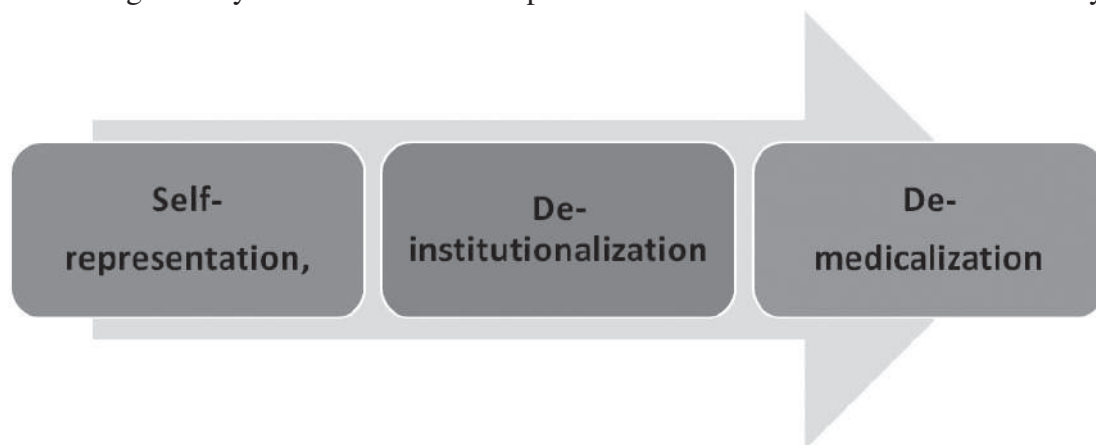 Self-
representation,
De-
institutionalization
De-
medicalization